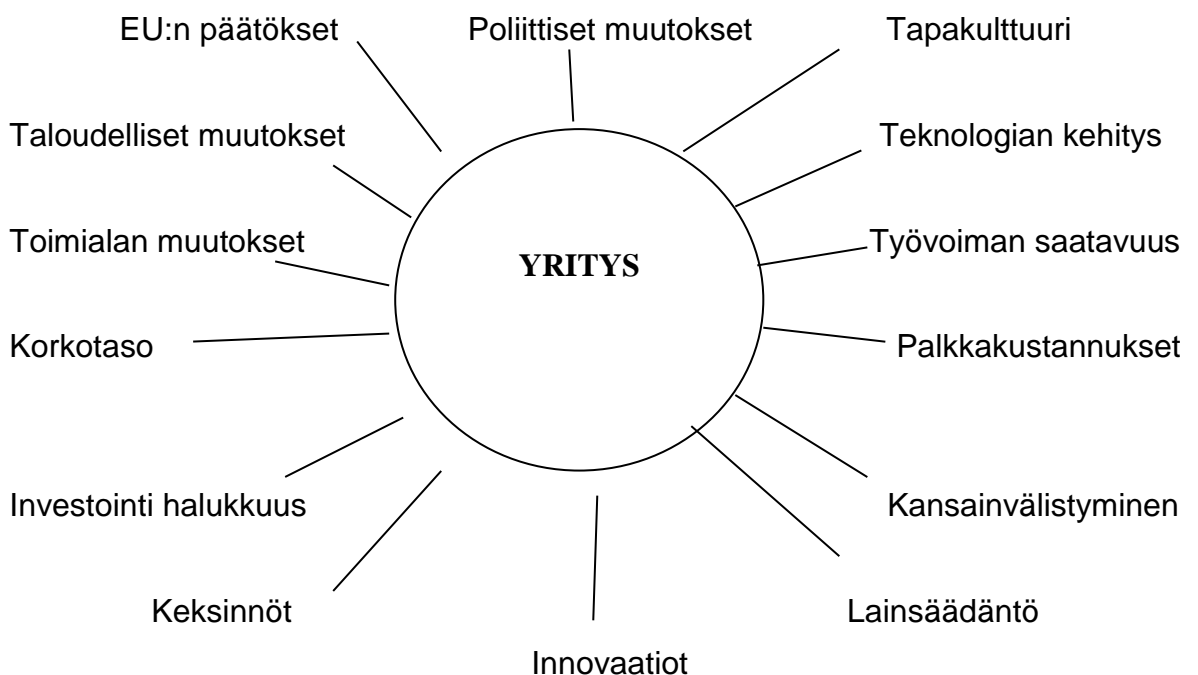 EU:n päätökset
Poliittiset muutokset
Tapakulttuuri
Taloudelliset muutokset
Teknologian kehitys
Toimialan muutokset
YRITYS
Työvoiman saatavuus
Korkotaso
Palkkakustannukset
Investointi halukkuus
Kansainvälistyminen
Keksinnöt
Lainsäädäntö
Innovaatiot